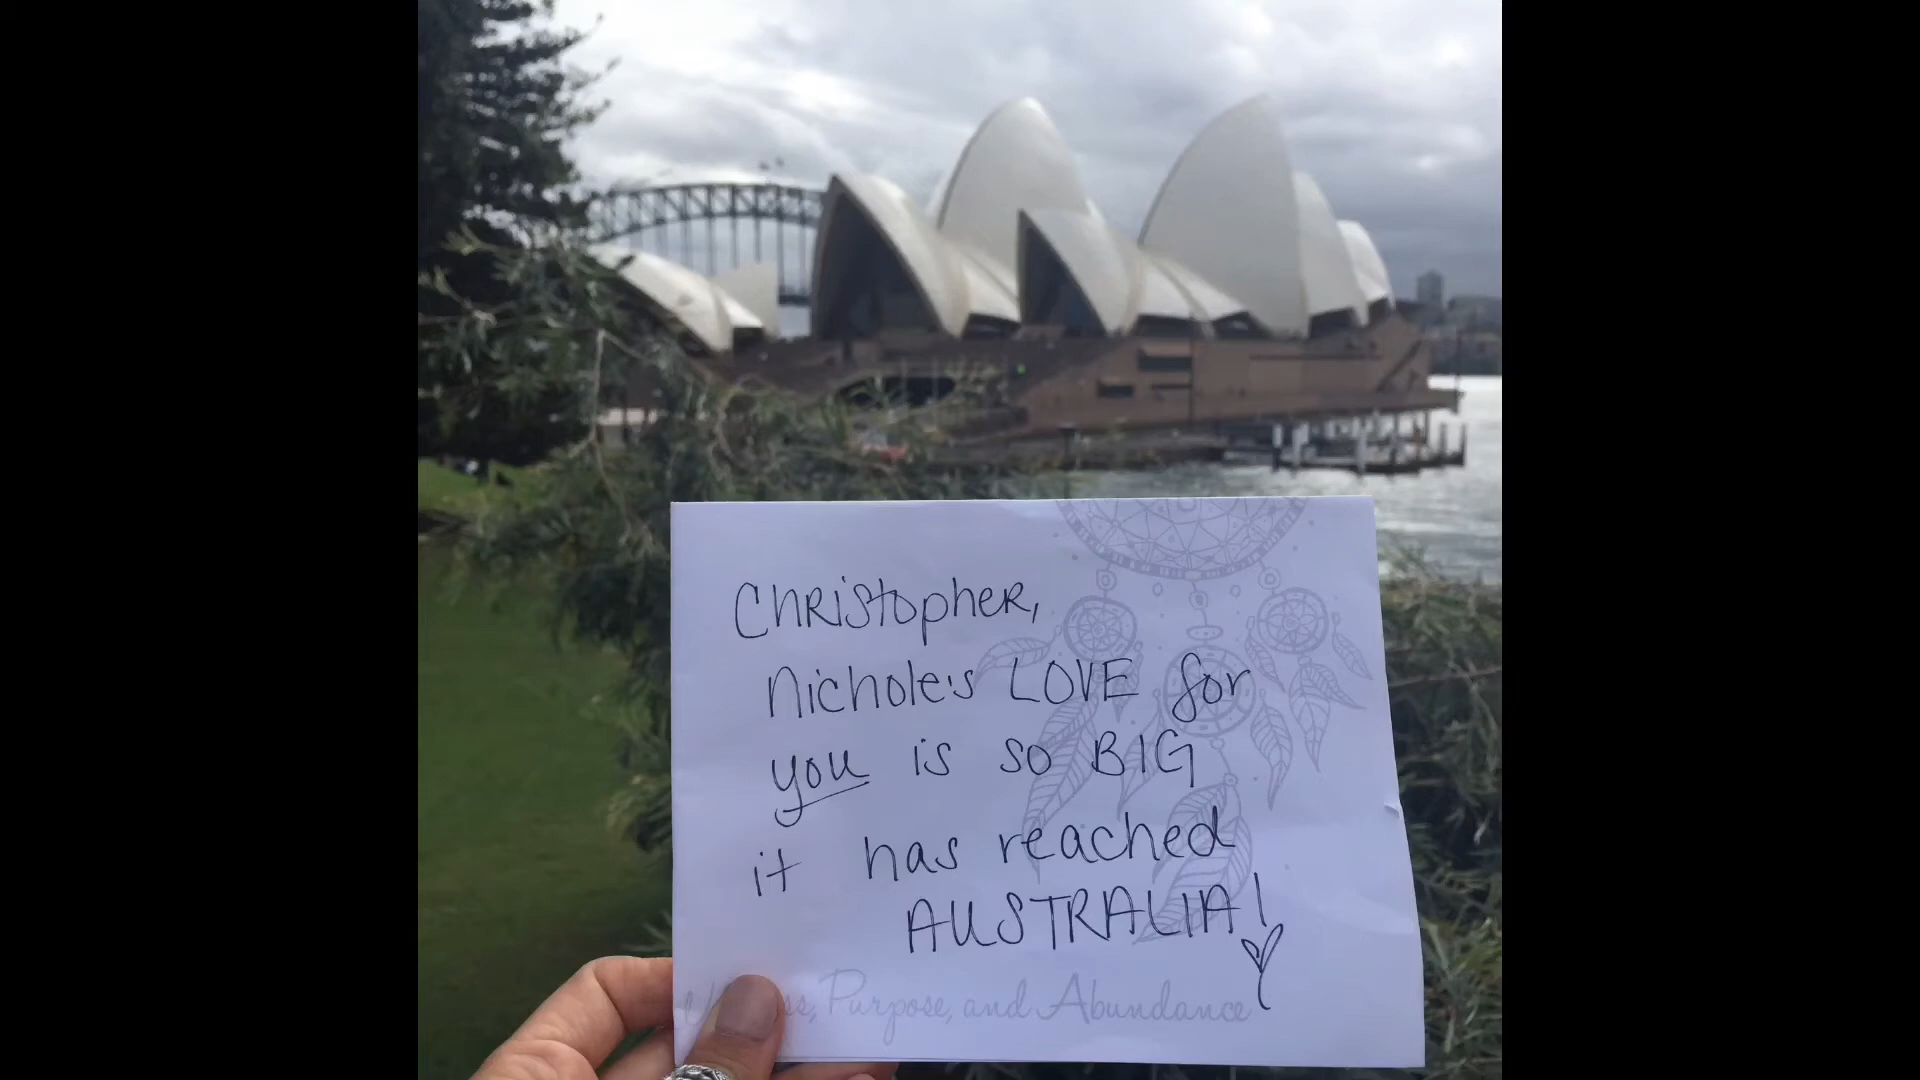 Christopher,
Nichole's LOVE for
you is so BIG
it has reached
AUSTRALIA!
Purpose, and Abundance